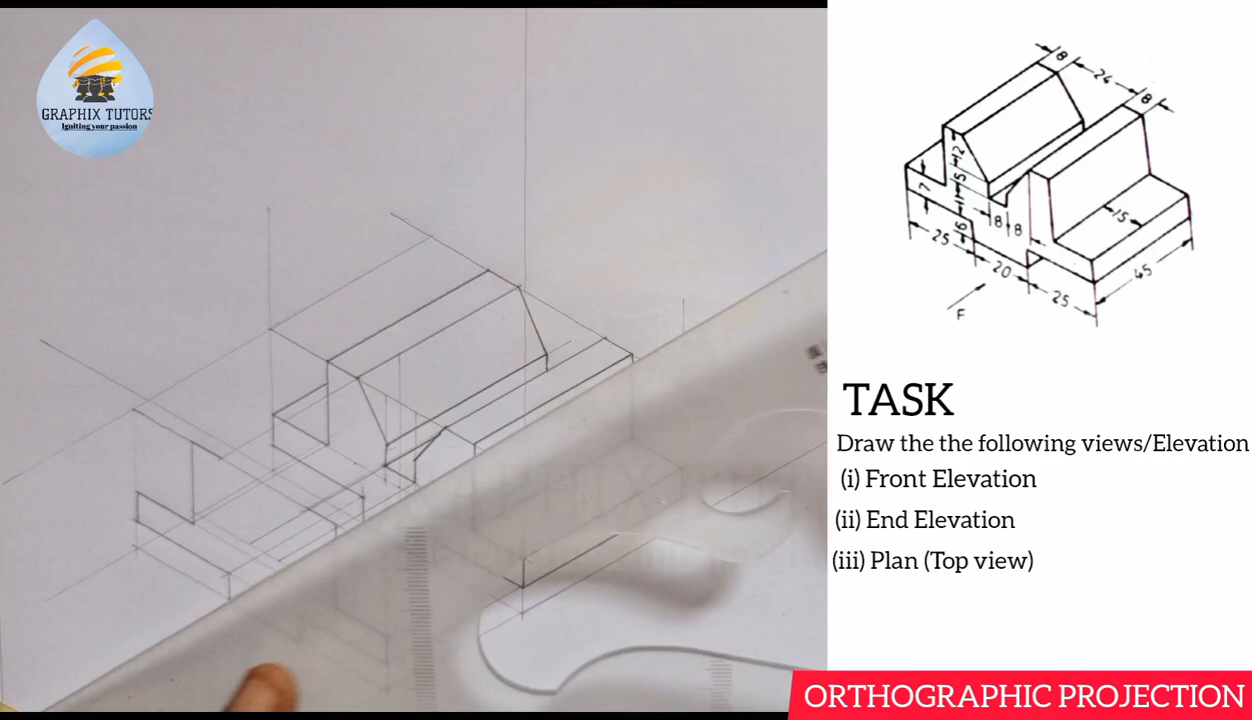 GRAPHIX TUTORS
Igniting your passion
8
24
8
12
5
7
11
6
8 8
15
25
20
25
45
F
TASK
Draw the the following views/Elevation
(i) Front Elevation
(ii) End Elevation
(iii) Plan (Top view)
ORTHOGRAPHIC PROJECTION